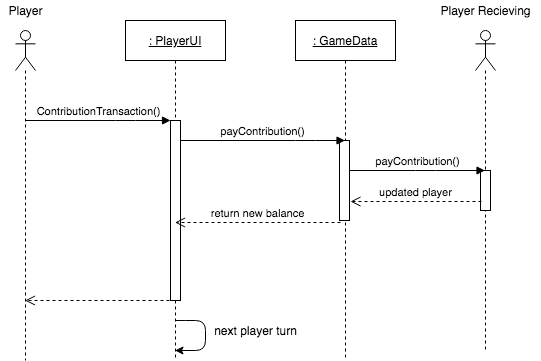 Player
: PlayerUI
: GameData
Player Recieving
ContributionTransaction()
payContribution()
payContribution()
updated player
return new balance
next player turn